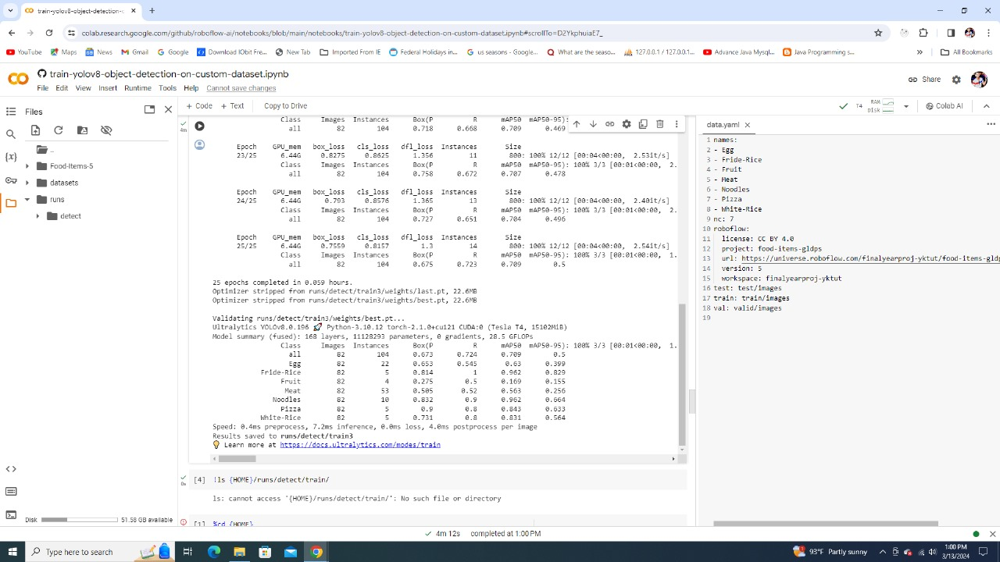 train-yolov8-object-detection-c
colab.research.google.com/github/roboflow-ai/notebooks/blob/main/notebooks/train-yolov8-object-detection-on-custom-dataset.ipynb#scrollTo=D2YkphuiaE7_
YouTube Maps News Gmail Google Download IObit Fre... New Tab Imported From IE Federal Holidays in... us seasons - Google... What are the seaso... 127.0.0.1 / 127.0.0.1... Advance Java Mysql... Java Programming s... All Bookmarks
train-yolov8-object-detection-on-custom-dataset.ipynb
File Edit View Insert Runtime Tools Help Cannot save changes
Share
Files
+ Code + Text Copy to Drive
T4 RAM Disk Colab AI
..
Food-Items-5
datasets
runs
detect
Disk 51.58 GB available
4m
Class Images Instances Box(P R mAP50 mAP50-95)
all 82 104 0.718 0.668 0.709 0.469
Epoch GPU_mem box_loss cls_loss dfl_loss Instances Size
23/25 6.44G 0.8275 0.8625 1.356 11 800: 100% 12/12 [00:04<00:00, 2.53it/s]
Class Images Instances Box(P R mAP50 mAP50-95): 100% 3/3 [00:01<00:00, 2.
all 82 104 0.758 0.672 0.707 0.478
Epoch GPU_mem box_loss cls_loss dfl_loss Instances Size
24/25 6.44G 0.793 0.8576 1.365 13 800: 100% 12/12 [00:04<00:00, 2.40it/s]
Class Images Instances Box(P R mAP50 mAP50-95): 100% 3/3 [00:01<00:00, 2.
all 82 104 0.727 0.651 0.704 0.496
Epoch GPU_mem box_loss cls_loss dfl_loss Instances Size
25/25 6.44G 0.7559 0.8157 1.3 14 800: 100% 12/12 [00:04<00:00, 2.54it/s]
Class Images Instances Box(P R mAP50 mAP50-95): 100% 3/3 [00:01<00:00, 1.
all 82 104 0.675 0.723 0.709 0.5
25 epochs completed in 0.059 hours.
Optimizer stripped from runs/detect/train3/weights/last.pt, 22.6MB
Optimizer stripped from runs/detect/train3/weights/best.pt, 22.6MB
Validating runs/detect/train3/weights/best.pt...
Ultralytics YOLOv8.0.196 🚀 Python-3.10.12 torch-2.1.0+cu121 CUDA:0 (Tesla T4, 15102MiB)
Model summary (fused): 168 layers, 11128293 parameters, 0 gradients, 28.5 GFLOPs
Class Images Instances Box(P R mAP50 mAP50-95): 100% 3/3 [00:01<00:00, 1.
all 82 104 0.673 0.724 0.709 0.5
Egg 82 22 0.653 0.545 0.63 0.399
Fride-Rice 82 5 0.814 1 0.962 0.829
Fruit 82 4 0.275 0.5 0.169 0.155
Meat 82 53 0.505 0.52 0.563 0.256
Noodles 82 10 0.832 0.9 0.962 0.664
Pizza 82 5 0.9 0.8 0.843 0.633
White-Rice 82 5 0.731 0.8 0.831 0.564
Speed: 0.4ms preprocess, 7.2ms inference, 0.0ms loss, 4.0ms postprocess per image
Results saved to runs/detect/train3
💡 Learn more at https://docs.ultralytics.com/modes/train
0s [4] !ls {HOME}/runs/detect/train/
ls: cannot access '{HOME}/runs/detect/train/': No such file or directory
[1] %cd {HOME}
data.yaml
1 names:
2 - Egg
3 - Fride-Rice
4 - Fruit
5 - Meat
6 - Noodles
7 - Pizza
8 - White-Rice
9 nc: 7
10 roboflow:
11 license: CC BY 4.0
12 project: food-items-gldps
13 url: https://universe.roboflow.com/finalyearproj-yktut/food-items-gldp
14 version: 5
15 workspace: finalyearproj-yktut
16 test: test/images
17 train: train/images
18 val: valid/images
19
4m 12s completed at 1:00 PM
Type here to search
93°F Partly sunny
1:00 PM
3/13/2024